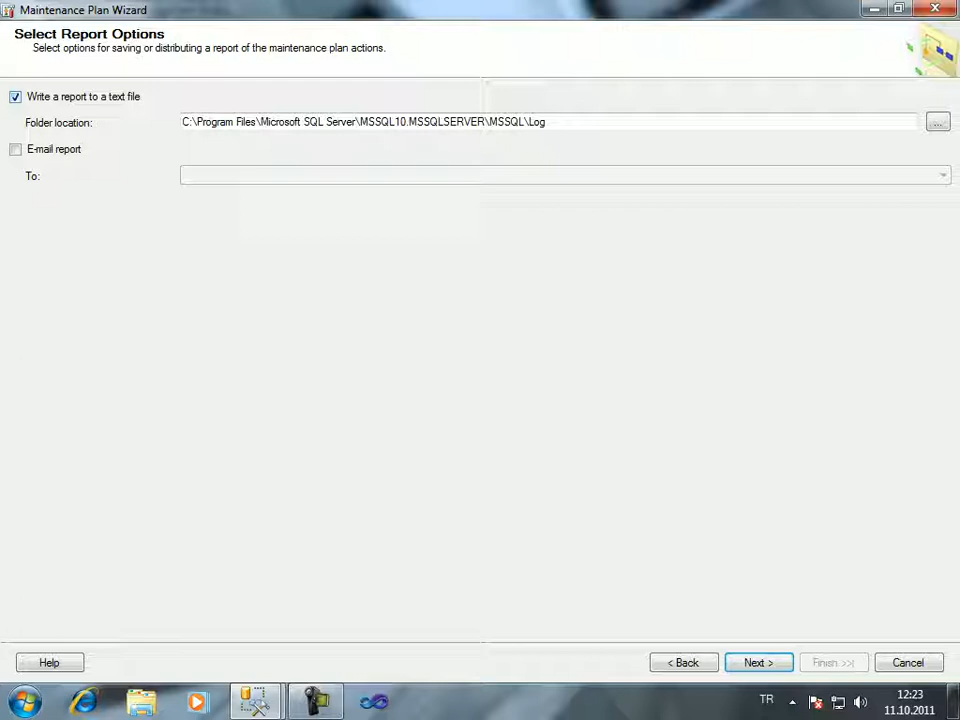 Maintenance Plan Wizard
Select Report Options
Select options for saving or distributing a report of the maintenance plan actions.
Write a report to a text file
Folder location: C:\Program Files\Microsoft SQL Server\MSSQL10.MSSQLSERVER\MSSQL\Log ...
E-mail report
To:
Help < Back Next > Finish >>| Cancel
TR 12:23
11.10.2011